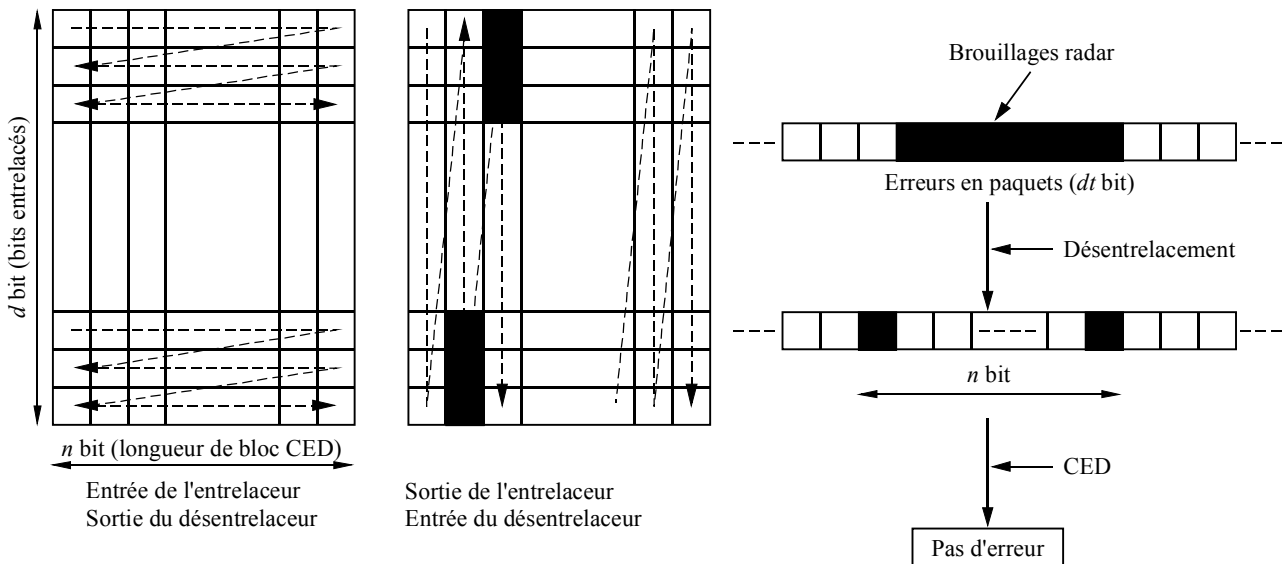 d bit (bits entrelacés)
n bit (longueur de bloc CED)
Entrée de l'entrelaceur
Sortie du désentrelaceur
Sortie de l'entrelaceur
Entrée du désentrelaceur
Brouillages radar
Erreurs en paquets (dt bit)
Désentrelacement
n bit
CED
Pas d'erreur